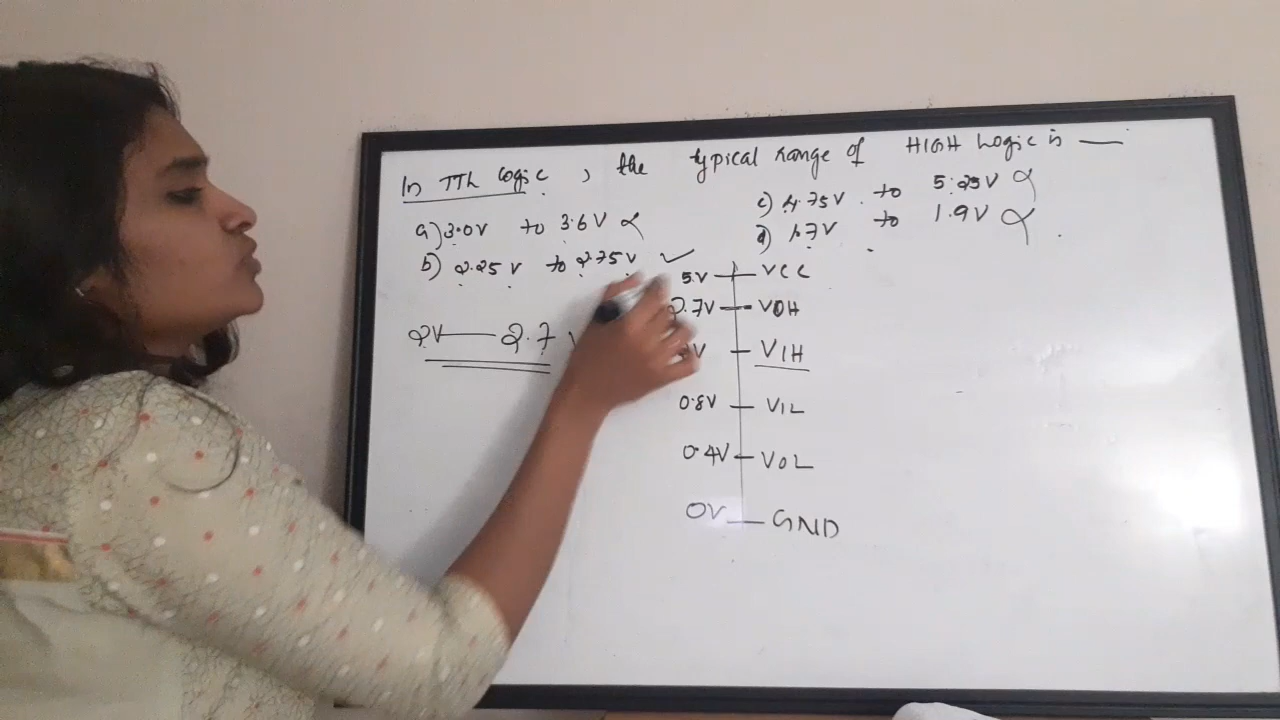 In TTL Logic, the typical range of HIGH Logic is —
a) 3.0V to 3.6V
b) 2.25V to 2.75V ✓
c) 4.75V to 5.25V
d) 1.7V to 1.9V
2V — 2.7
5V VCC
2.7V VOH
V VIH
0.8V VIL
0.4V VOL
0V GND